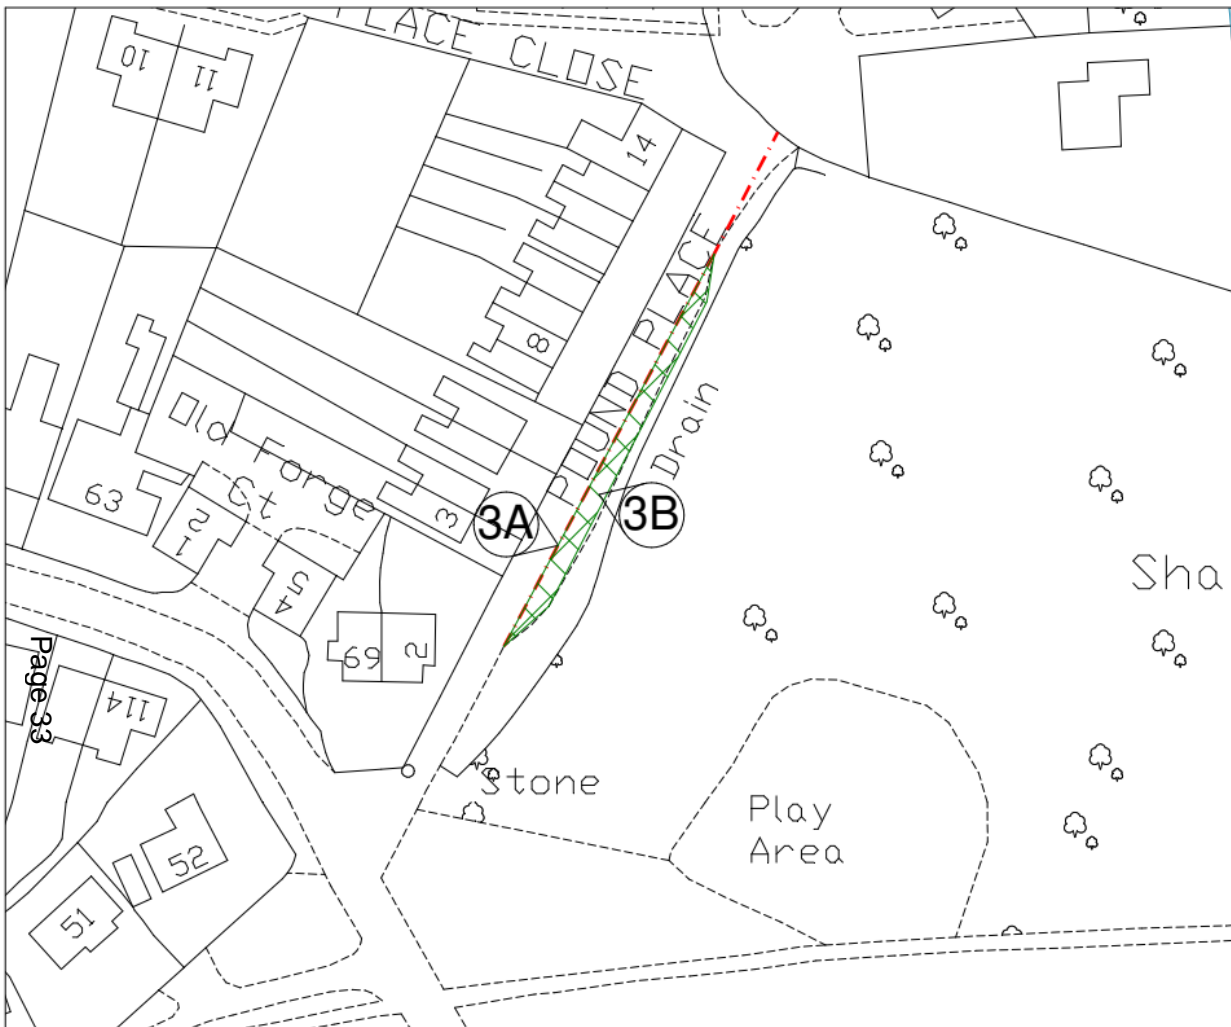 PLACE CLOSE
10
11
14
8
POUND PLACE
Drain
Old Forge
Ct
63
2
1
3
3A
3B
5
4
69
2
Sha
Page 33
114
Stone
Play
Area
52
51